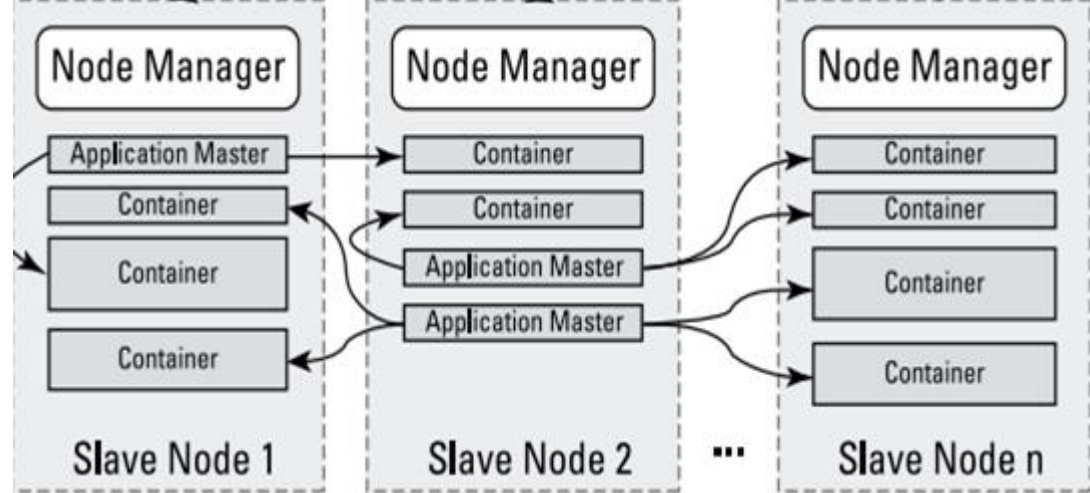 Node Manager
Application Master
Container
Container
Container
Slave Node 1
Node Manager
Container
Container
Application Master
Application Master
Slave Node 2
...
Node Manager
Container
Container
Container
Container
Slave Node n